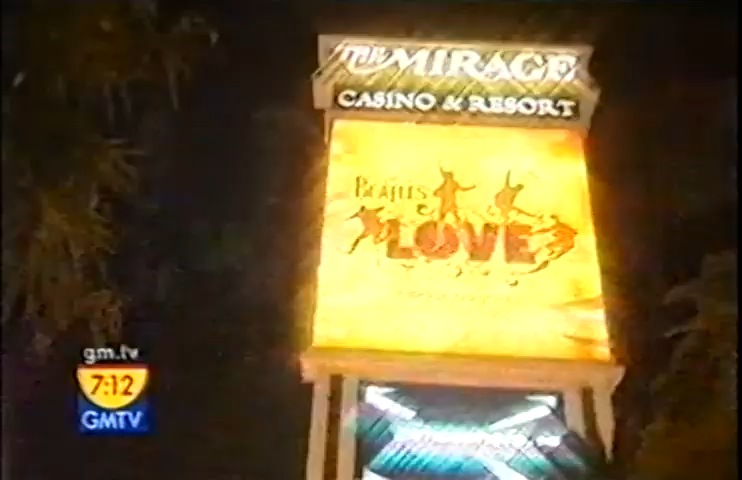 The MIRAGE
CASINO & RESORT
BEATLES
LOVE
gm.tv
7:12
GMTV